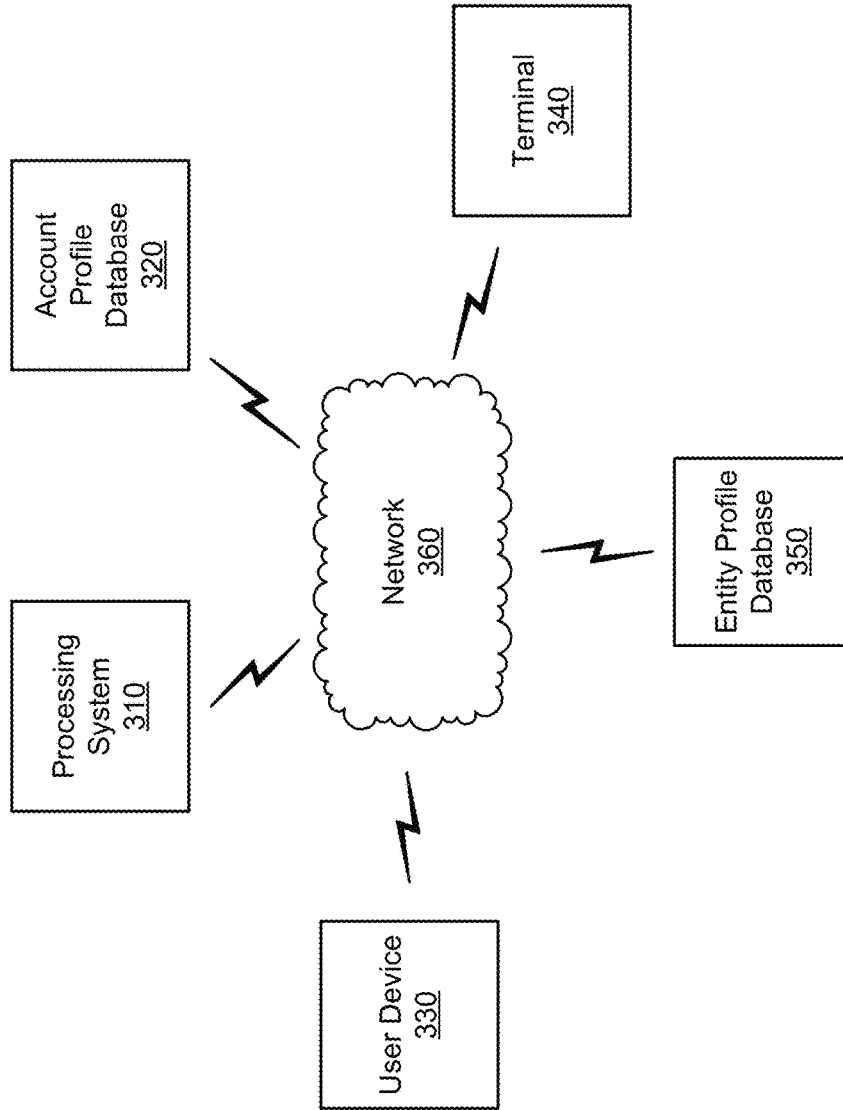 Processing
System
310
Account
Profile
Database
320
User Device
330
Network
360
Terminal
340
Entity Profile
Database
350